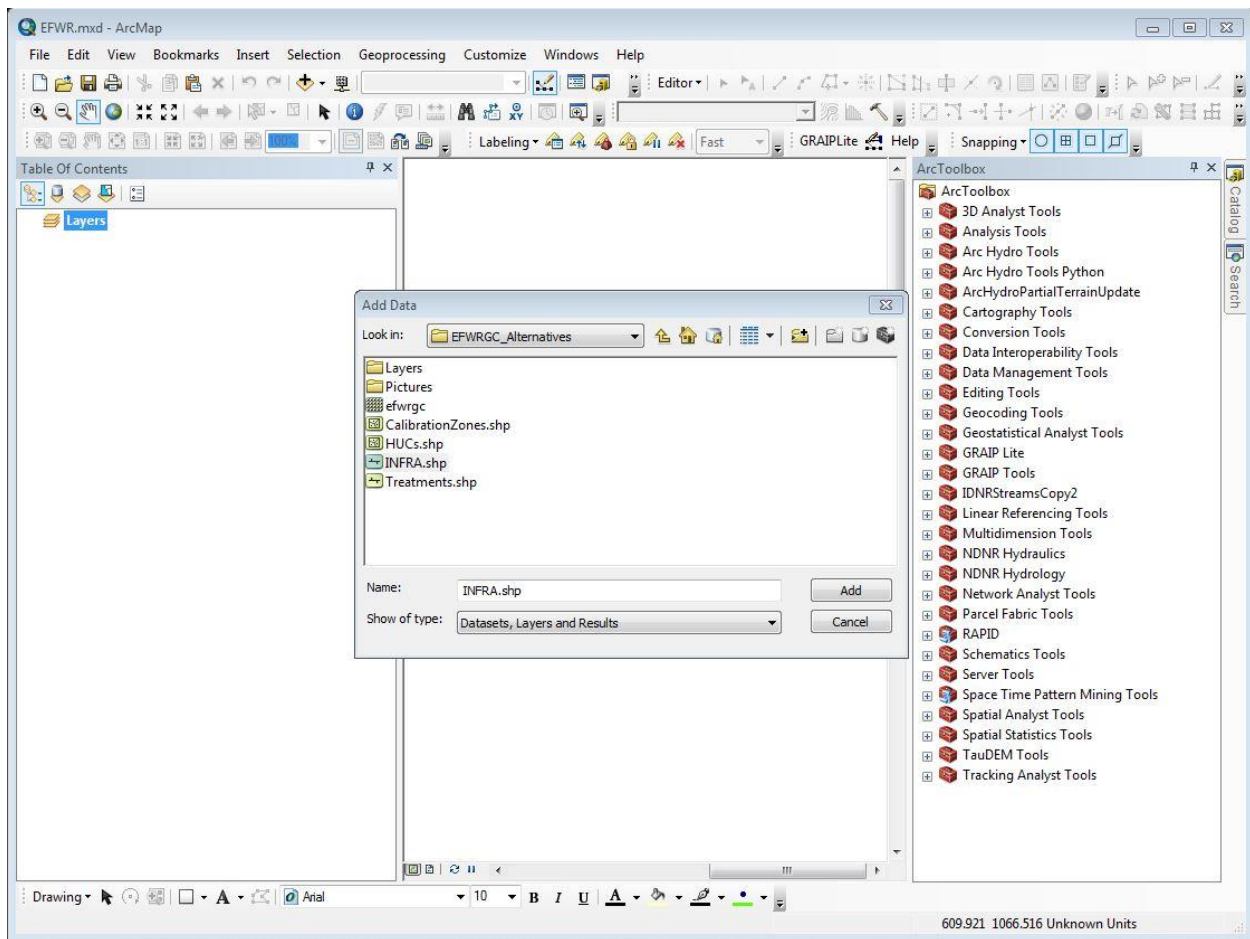 EFWR.mxd - ArcMap
File Edit View Bookmarks Insert Selection Geoprocessing Customize Windows Help
Editor
100%
Labeling Fast GRAIPLite Help Snapping
Table Of Contents
Layers
Add Data
Look in: EFWRGC_Alternatives
Layers
Pictures
efwrgc
CalibrationZones.shp
HUCs.shp
INFRA.shp
Treatments.shp
Name: INFRA.shp Add
Show of type: Datasets, Layers and Results Cancel
ArcToolbox
ArcToolbox
3D Analyst Tools
Analysis Tools
Arc Hydro Tools
Arc Hydro Tools Python
ArcHydroPartialTerrainUpdate
Cartography Tools
Conversion Tools
Data Interoperability Tools
Data Management Tools
Editing Tools
Geocoding Tools
Geostatistical Analyst Tools
GRAIP Lite
GRAIP Tools
IDNRStreamsCopy2
Linear Referencing Tools
Multidimension Tools
NDNR Hydraulics
NDNR Hydrology
Network Analyst Tools
Parcel Fabric Tools
RAPID
Schematics Tools
Server Tools
Space Time Pattern Mining Tools
Spatial Analyst Tools
Spatial Statistics Tools
TauDEM Tools
Tracking Analyst Tools
Catalog
Search
Drawing A Arial 10 B I U A
609.921 1066.516 Unknown Units